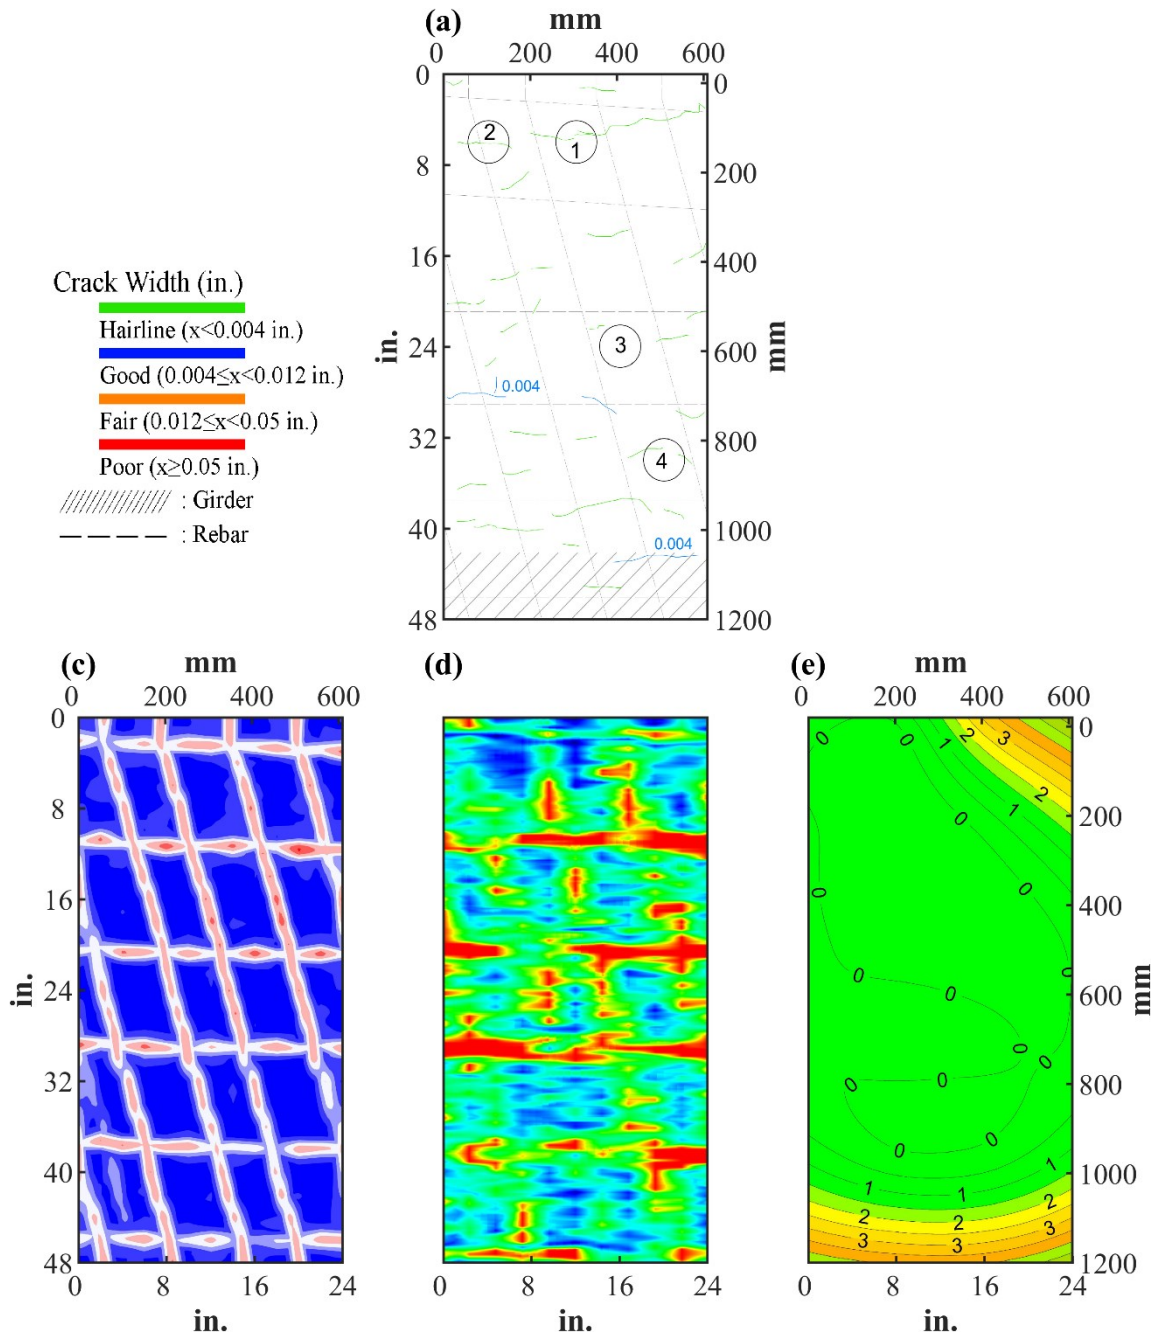 (a)
mm
0 200 400 600
0
8
16
24
32
40
48
in.
0
200
400
600
800
1000
1200
mm
2
1
3
4
0.004
0.004
Crack Width (in.)
Hairline (x<0.004 in.)
Good (0.004≤x<0.012 in.)
Fair (0.012≤x<0.05 in.)
Poor (x≥0.05 in.)
: Girder
: Rebar
(c)
mm
0 200 400 600
0
8
16
24
32
40
48
in.
0 8 16 24
in.
(d)
0 8 16 24
in.
(e)
mm
0 200 400 600
0
200
400
600
800
1000
1200
mm
0 0 1 2 3
2
0 1
0 0
0 0 0
0 0
0 0
0 0
1
1 1
2 2 2
3 3 3
0 8 16 24
in.